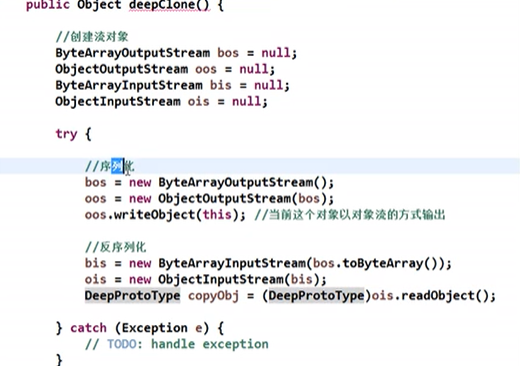 public Object deepClone() {
//创建流对象
ByteArrayOutputStream bos = null;
ObjectOutputStream oos = null;
ByteArrayInputStream bis = null;
ObjectInputStream ois = null;
try {
//序列化
bos = new ByteArrayOutputStream();
oos = new ObjectOutputStream(bos);
oos.writeObject(this); //当前这个对象以对象流的方式输出
//反序列化
bis = new ByteArrayInputStream(bos.toByteArray());
ois = new ObjectInputStream(bis);
DeepProtoType copyObj = (DeepProtoType)ois.readObject();
} catch (Exception e) {
// TODO: handle exception
}